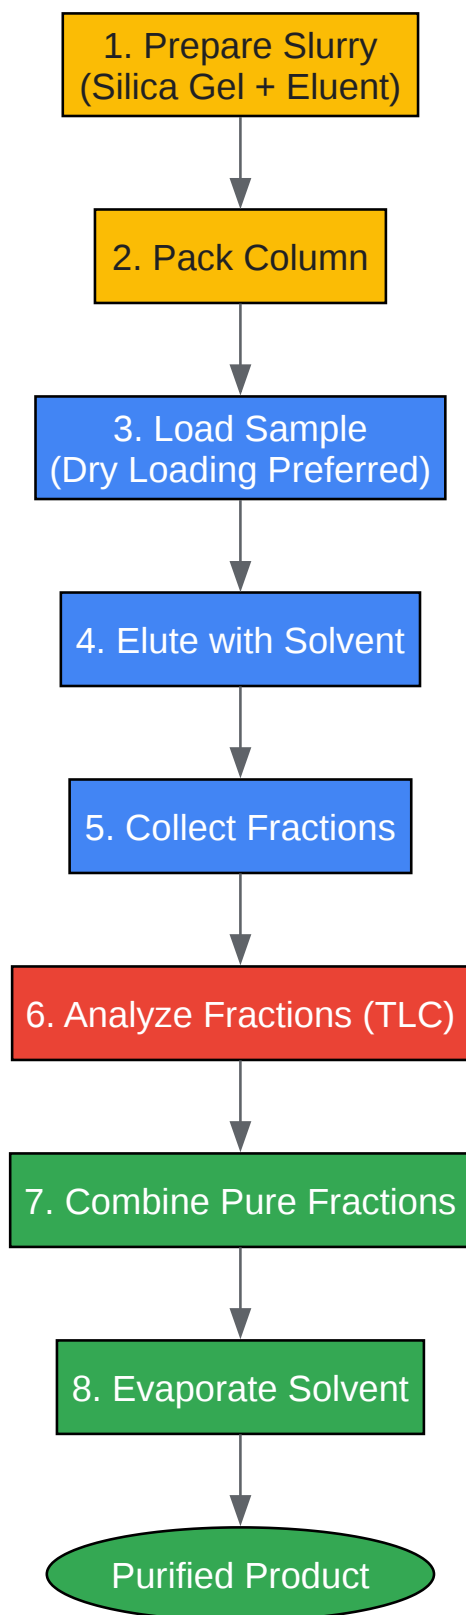 1. Prepare Slurry
(Silica Gel + Eluent)
2. Pack Column
3. Load Sample
(Dry Loading Preferred)
4. Elute with Solvent
5. Collect Fractions
6. Analyze Fractions (TLC)
7. Combine Pure Fractions
8. Evaporate Solvent
Purified Product